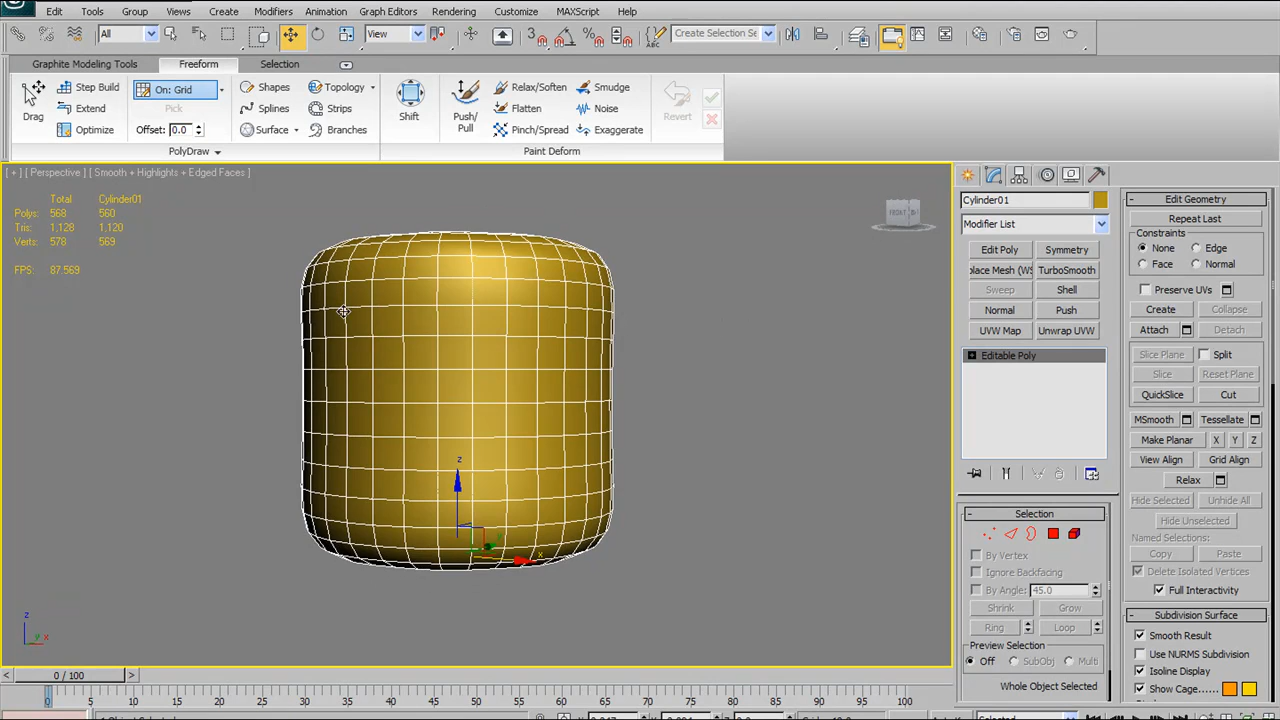 Edit Tools Group Views Create Modifiers Animation Graph Editors Rendering Customize MAXScript Help
All View Create Selection Se
Graphite Modeling Tools Freeform Selection
Step Build On: Grid Shapes Topology Relax/Soften Smudge
Drag Extend Pick Splines Strips Shift Push/ Pull Flatten Noise Revert
Optimize Offset: 0.0 Surface Branches Pinch/Spread Exaggerate
PolyDraw Paint Deform
[ + ] [ Perspective ] [ Smooth + Highlights + Edged Faces ]
Total Cylinder01
Polys: 568 560
Tris: 1,128 1,120
Verts: 578 569
FPS: 87.569
FRONT
z
x
z
y x
Cylinder01
Modifier List
Edit Poly Symmetry
place Mesh (WS TurboSmooth
Sweep Shell
Normal Push
UVW Map Unwrap UVW
Editable Poly
Selection
By Vertex
Ignore Backfacing
By Angle: 45.0
Shrink Grow
Ring Loop
Preview Selection
Off SubObj Multi
Whole Object Selected
Edit Geometry
Repeat Last
Constraints
None Edge
Face Normal
Preserve UVs
Create Collapse
Attach Detach
Slice Plane Split
Slice Reset Plane
QuickSlice Cut
MSmooth Tessellate
Make Planar X Y Z
View Align Grid Align
Relax
Hide Selected Unhide All
Hide Unselected
Named Selections:
Copy Paste
Delete Isolated Vertices
Full Interactivity
Subdivision Surface
Smooth Result
Use NURMS Subdivision
Isoline Display
Show Cage......
< 0 / 100 >
0 5 10 15 20 25 30 35 40 45 50 55 60 65 70 75 80 85 90 95 100